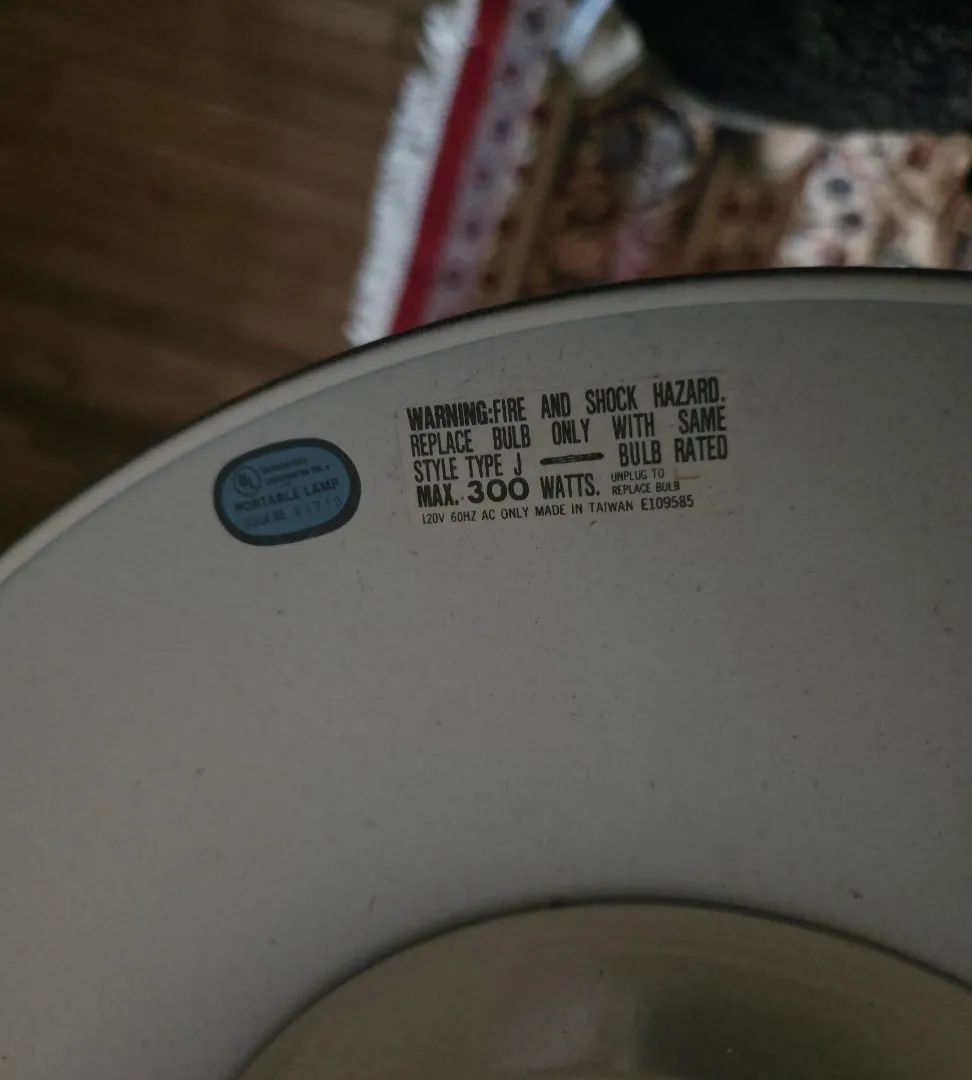 UL
PORTABLE LAMP
WARNING:FIRE AND SHOCK HAZARD.
REPLACE BULB ONLY WITH SAME
STYLE TYPE J — BULB RATED
MAX. 300 WATTS. UNPLUG TO
REPLACE BULB
120V 60HZ AC ONLY MADE IN TAIWAN E109585